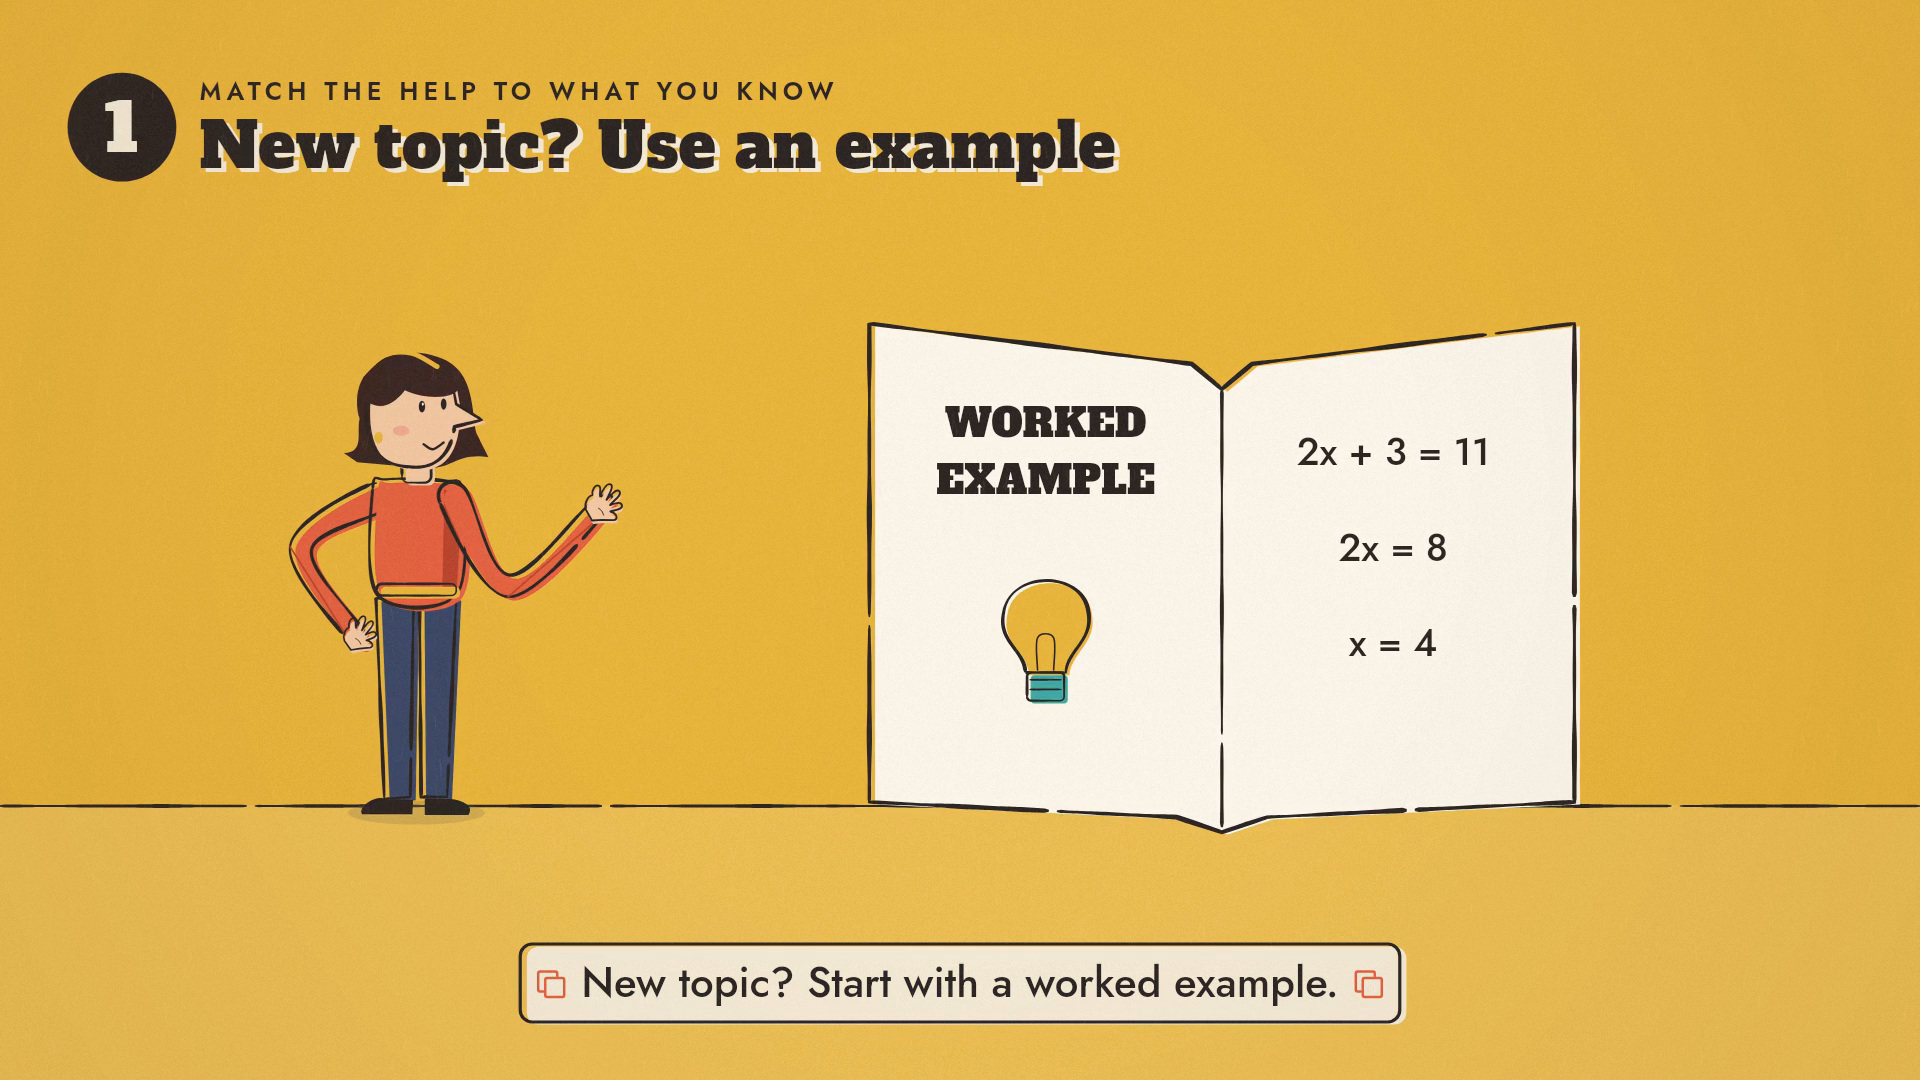 1
MATCH THE HELP TO WHAT YOU KNOW
New topic? Use an example
WORKED
EXAMPLE
2x + 3 = 11
2x = 8
x = 4
New topic? Start with a worked example.